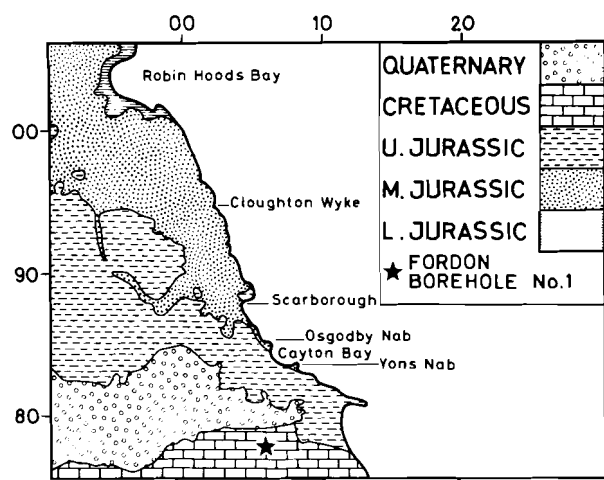 00 10 20
Robin Hoods Bay
00
Cloughton Wyke
90
Scarborough
Osgodby Nab
Cayton Bay
Yons Nab
80
QUATERNARY
CRETACEOUS
U. JURASSIC
M. JURASSIC
L. JURASSIC
★ FORDON
BOREHOLE No.1